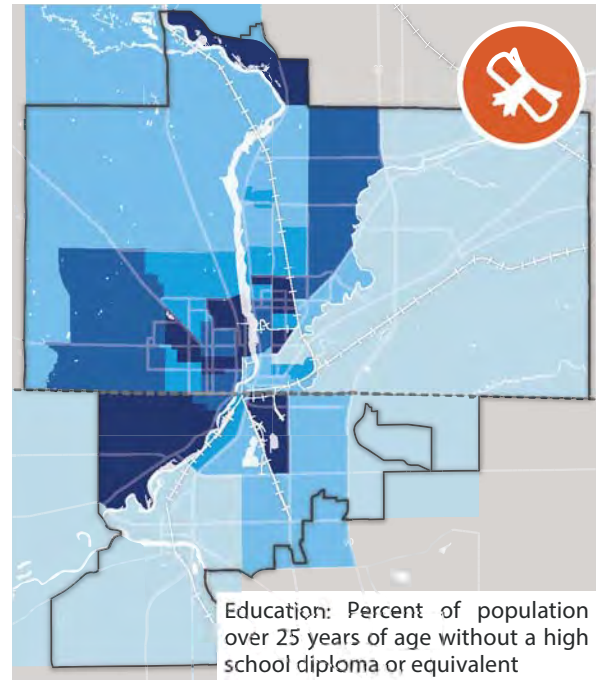 Education: Percent of population
over 25 years of age without a high
school diploma or equivalent